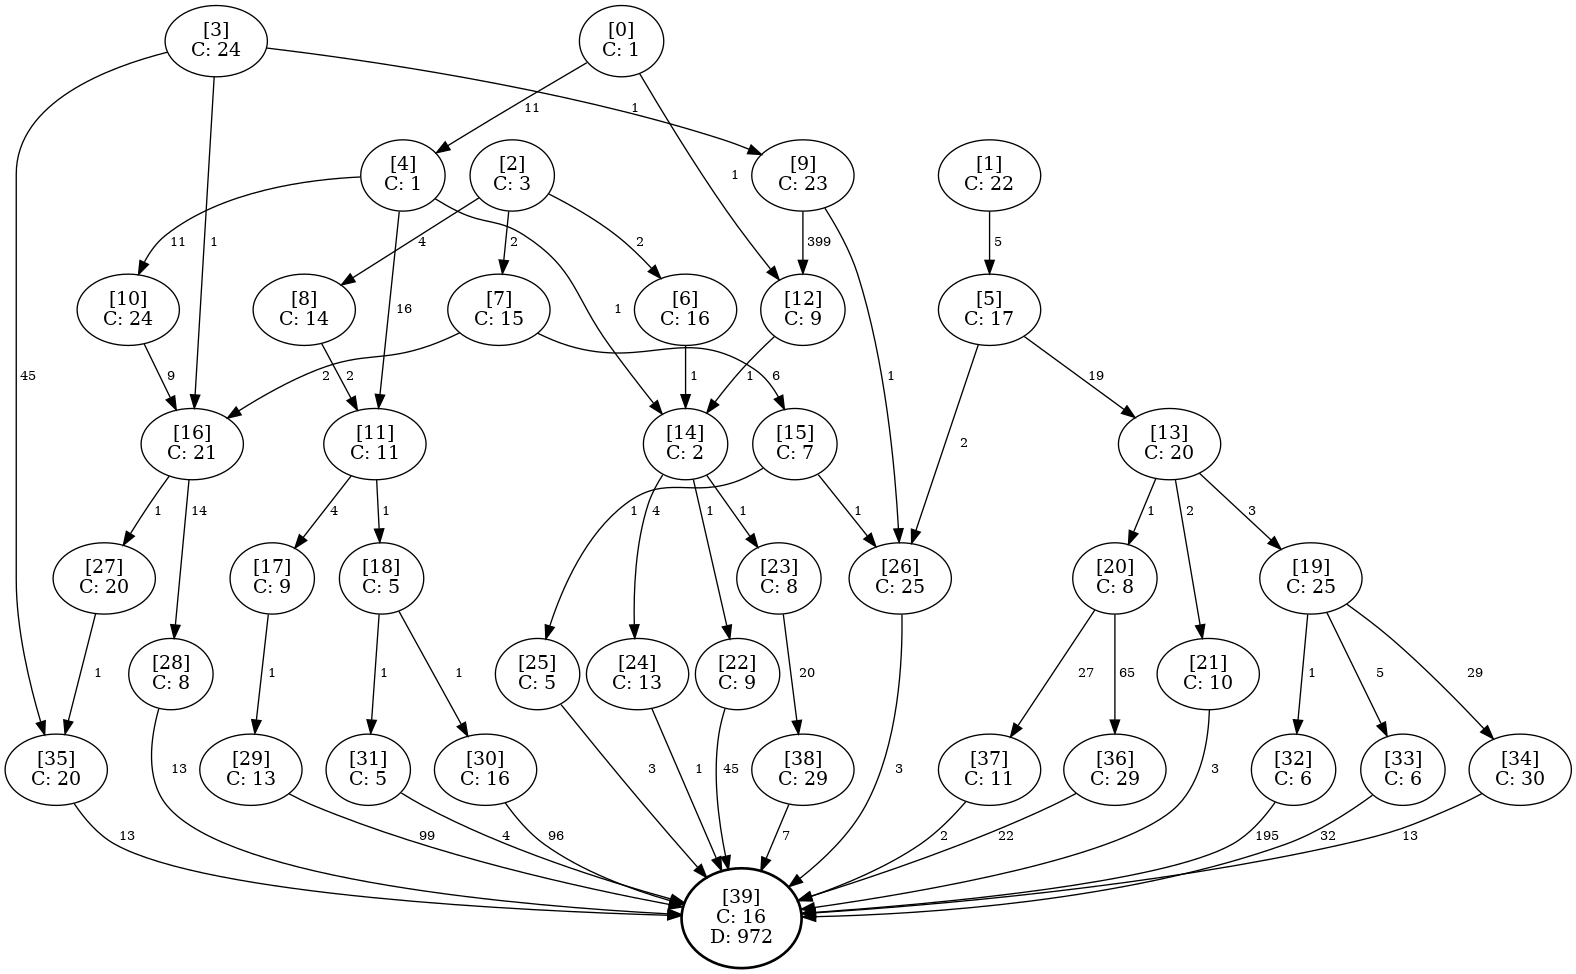 [3]
C: 24
[0]
C: 1
11
1
[4]
C: 1
[2]
C: 3
[9]
C: 23
[1]
C: 22
1
11
1
4
2
2
399
5
[10]
C: 24
[8]
C: 14
[7]
C: 15
[6]
C: 16
[12]
C: 9
[5]
C: 17
16
1
45
9
2
2
1
1
6
1
19
[16]
C: 21
[11]
C: 11
[14]
C: 2
[15]
C: 7
[13]
C: 20
2
1
14
4
1
1
4
1
1
1
1
2
3
[27]
C: 20
[17]
C: 9
[18]
C: 5
[23]
C: 8
[26]
C: 25
[20]
C: 8
[19]
C: 25
[28]
C: 8
[25]
C: 5
[24]
C: 13
[22]
C: 9
[21]
C: 10
1
1
1
1
20
27
65
1
5
29
[35]
C: 20
[29]
C: 13
[31]
C: 5
[30]
C: 16
[38]
C: 29
[37]
C: 11
[36]
C: 29
[32]
C: 6
[33]
C: 6
[34]
C: 30
13
3
1
45
3
3
13
99
4
96
7
2
22
195
32
13
[39]
C: 16
D: 972